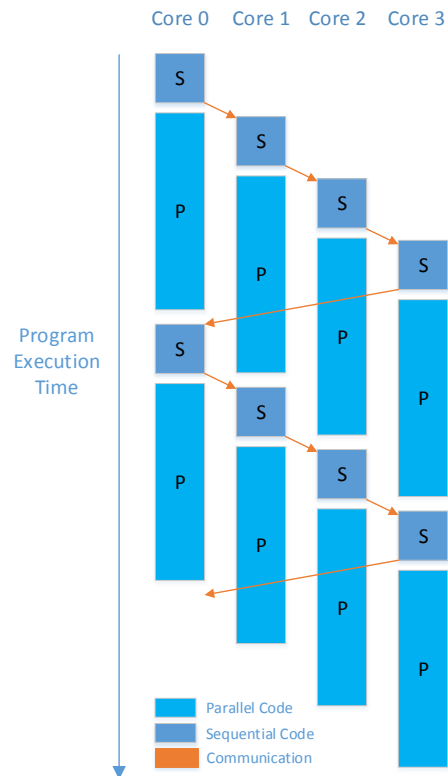 Core 0 Core 1 Core 2 Core 3
S
S
S
P
S
P
P
Program
Execution
Time
S
P
S
P
S
P
S
P
P
Parallel Code
Sequential Code
Communication